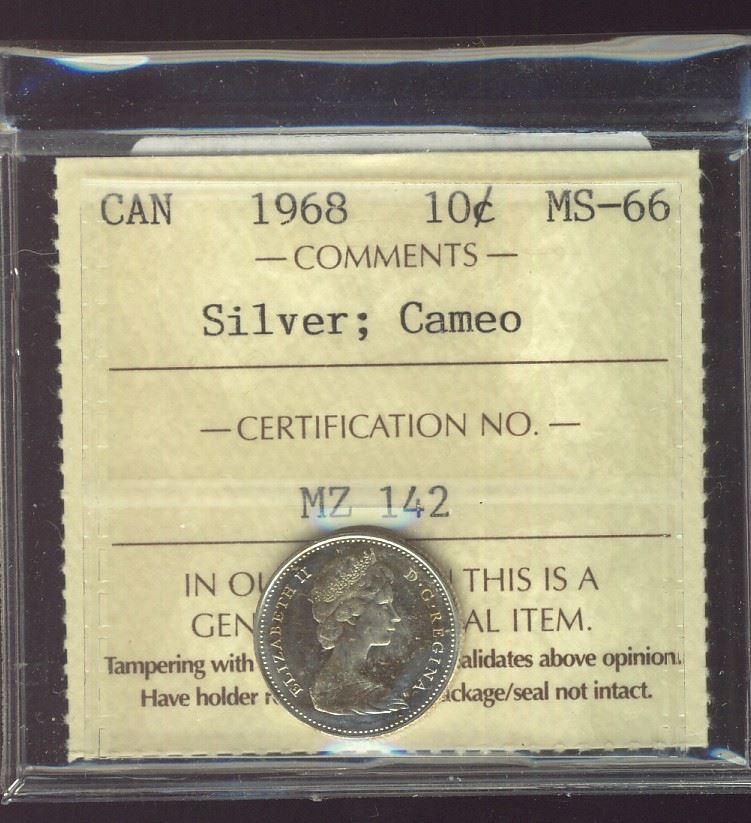 CAN 1968 10¢ MS-66
— COMMENTS —
Silver; Cameo
— CERTIFICATION NO. —
MZ 142
IN THIS IS A
ITEM.
Tampering with above opinion.
Have holder seal not intact.
ELIZABETH II D·G·REGINA